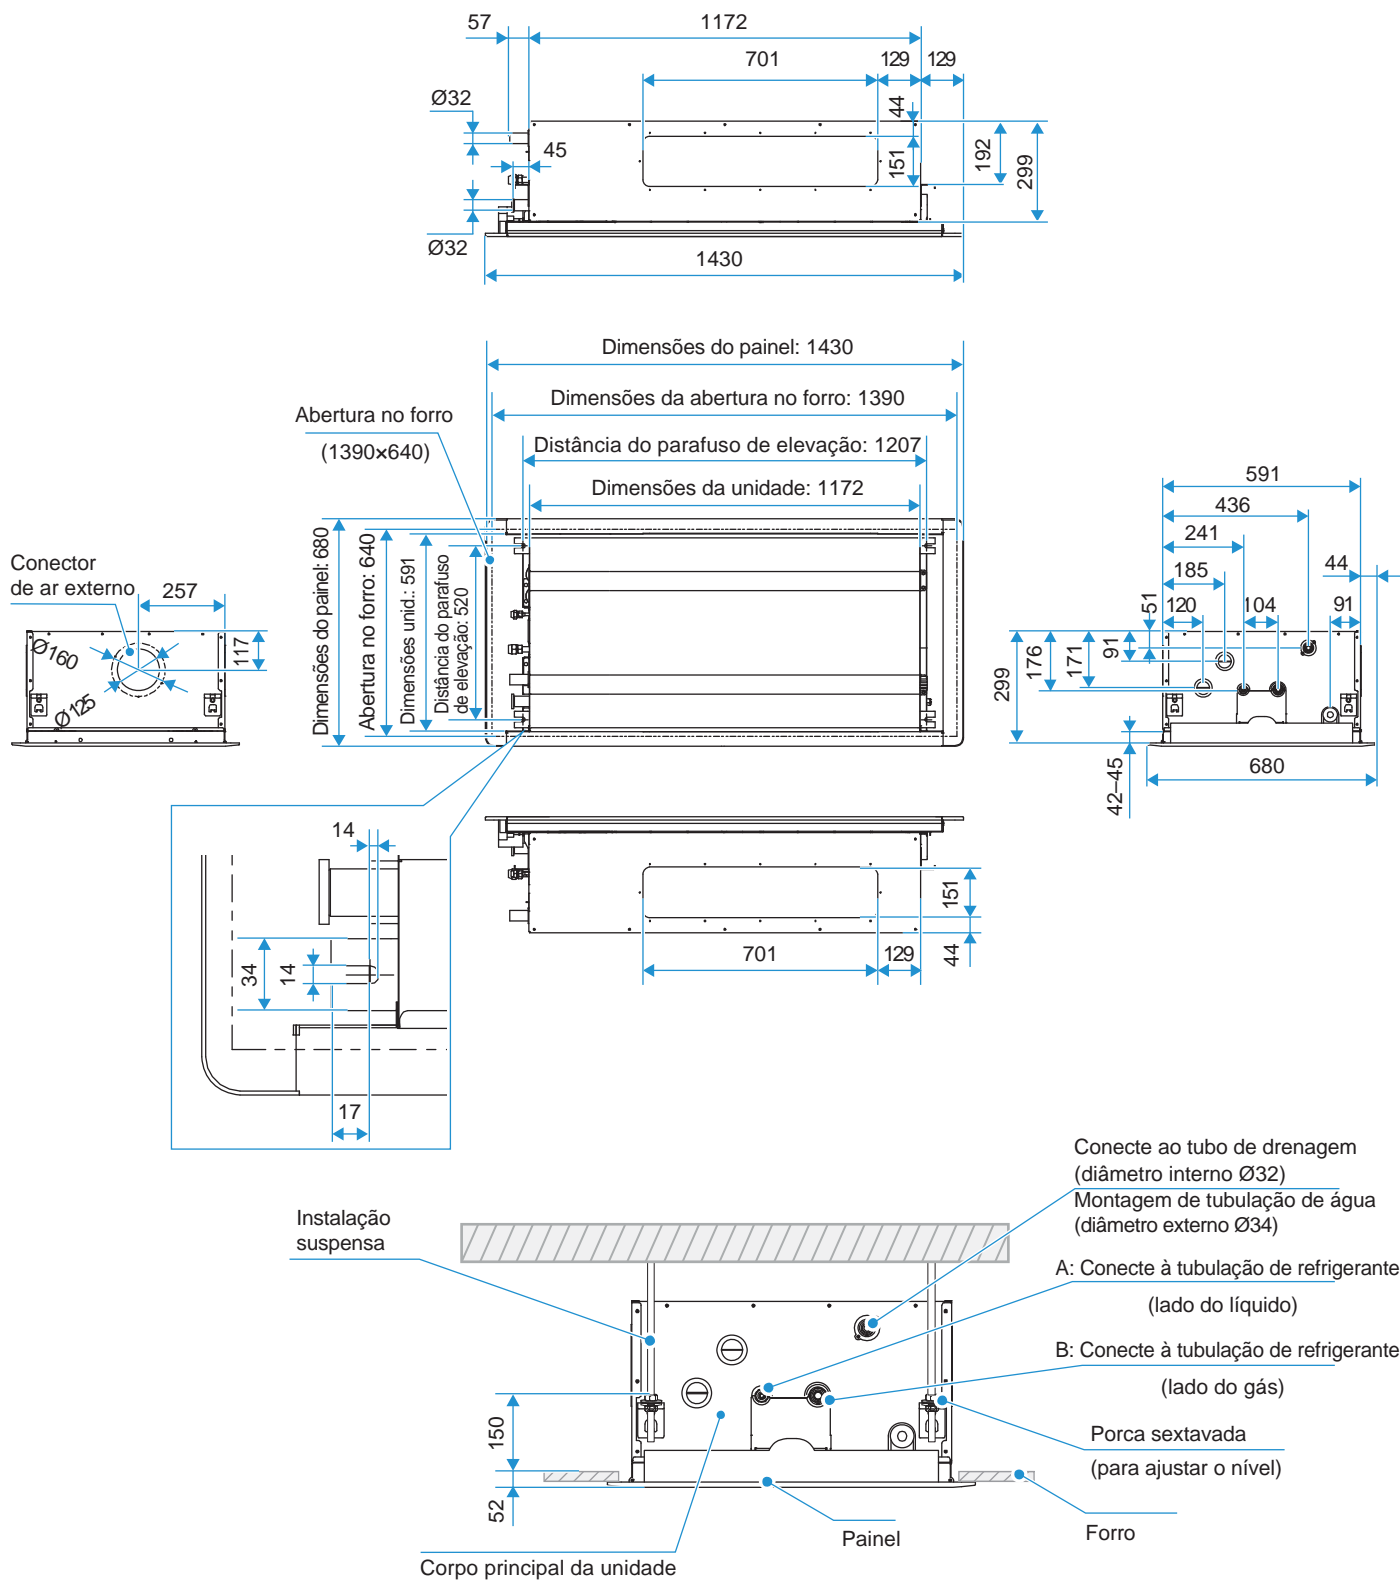 57
1172
701
129
129
Ø32
44
45
151
192
299
Ø32
1430
Dimensões do painel: 1430
Dimensões da abertura no forro: 1390
Abertura no forro
(1390×640)
Distância do parafuso de elevação: 1207
Dimensões da unidade: 1172
Dimensões do painel: 680
Abertura no forro: 640
Dimensões unid.: 591
Distância do parafuso
de elevação: 520
Conector
de ar externo
257
117
Ø160
Ø125
591
436
241
44
185
51
120
104
91
91
171
176
299
42–45
680
14
34
14
17
151
701
129
44
Conecte ao tubo de drenagem
(diâmetro interno Ø32)
Montagem de tubulação de água
(diâmetro externo Ø34)
Instalação
suspensa
A: Conecte à tubulação de refrigerante
(lado do líquido)
B: Conecte à tubulação de refrigerante
(lado do gás)
150
Porca sextavada
(para ajustar o nível)
52
Painel
Forro
Corpo principal da unidade